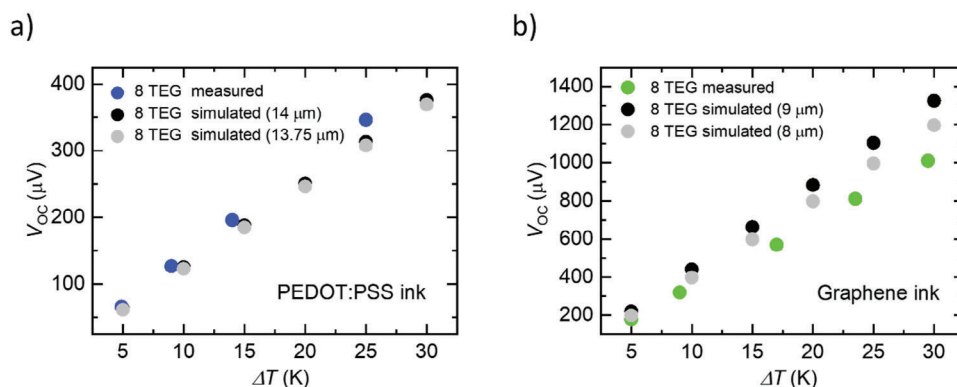 a)
400
300
200
100
V_OC (μV)
8 TEG measured
8 TEG simulated (14 μm)
8 TEG simulated (13.75 μm)
PEDOT:PSS ink
5 10 15 20 25 30
ΔT (K)
b)
1400
1200
1000
800
600
400
200
V_OC (μV)
8 TEG measured
8 TEG simulated (9 μm)
8 TEG simulated (8 μm)
Graphene ink
5 10 15 20 25 30
ΔT (K)